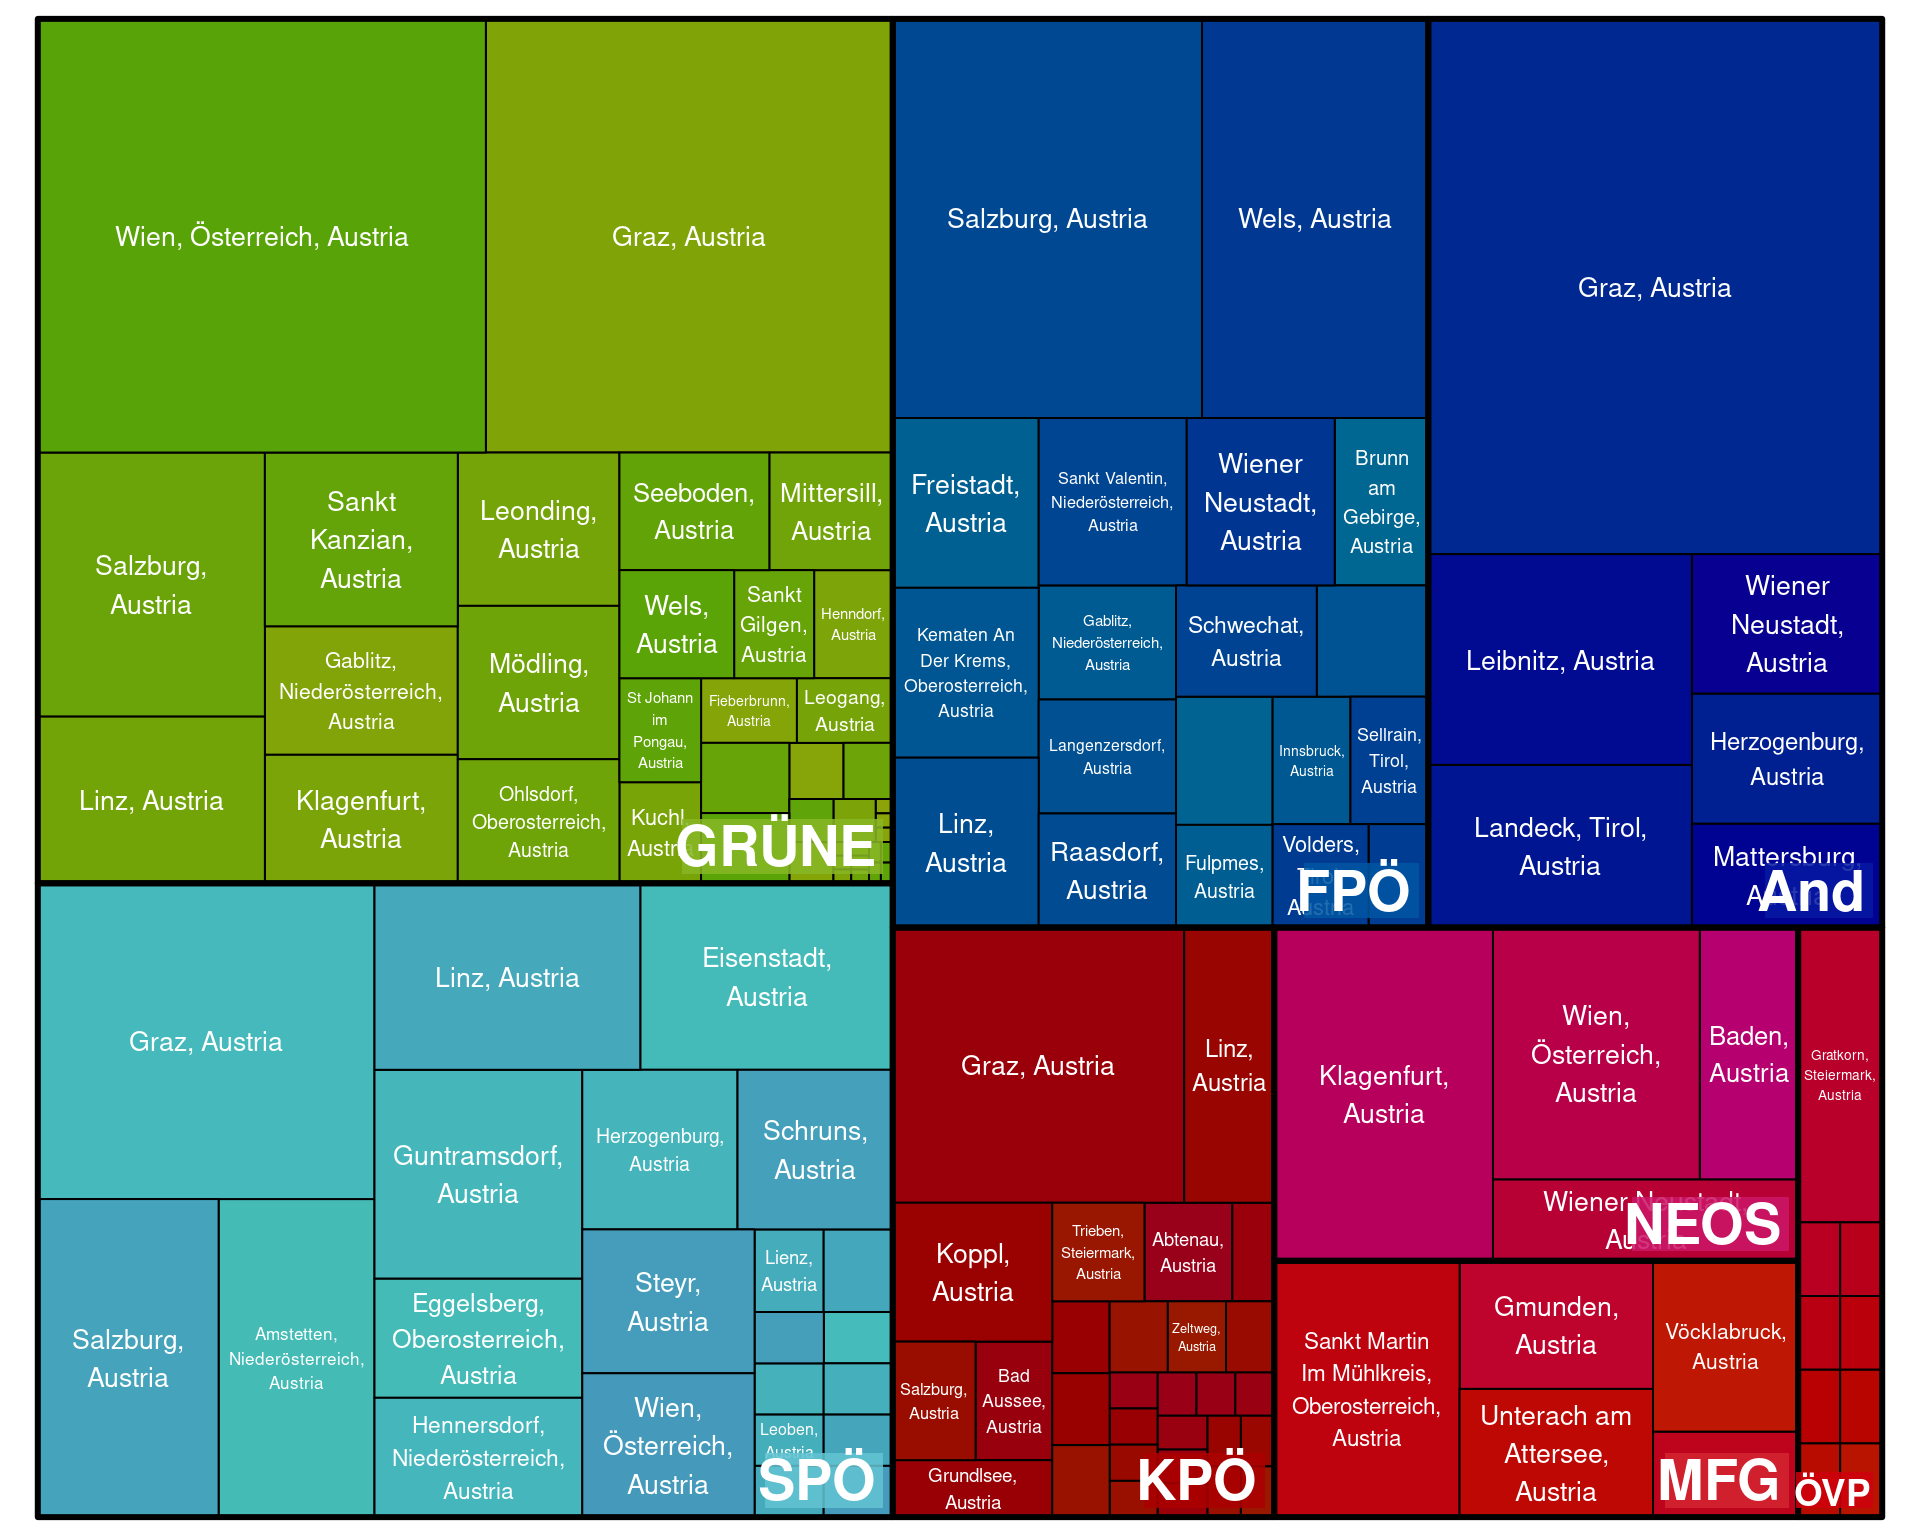 Wien, Österreich, Austria
Graz, Austria
Salzburg,
Austria
Linz, Austria
Sankt
Kanzian,
Austria
Gablitz,
Niederösterreich,
Austria
Klagenfurt,
Austria
Leonding,
Austria
Mödling,
Austria
Ohlsdorf,
Oberosterreich,
Austria
Seeboden,
Austria
Mittersill,
Austria
Wels,
Austria
Sankt
Gilgen,
Austria
Henndorf,
Austria
St Johann
im
Pongau,
Austria
Fieberbrunn,
Austria
Leogang,
Austria
Kuchl,
Austria
GRÜNE
Salzburg, Austria
Wels, Austria
Freistadt,
Austria
Sankt Valentin,
Niederösterreich,
Austria
Wiener
Neustadt,
Austria
Brunn
am
Gebirge,
Austria
Kematen An
Der Krems,
Oberosterreich,
Austria
Linz,
Austria
Gablitz,
Niederösterreich,
Austria
Langenzersdorf,
Austria
Raasdorf,
Austria
Schwechat,
Austria
Innsbruck,
Austria
Sellrain,
Tirol,
Austria
Fulpmes,
Austria
Volders,
Austria
FPÖ
Graz, Austria
Leibnitz, Austria
Landeck, Tirol,
Austria
Wiener
Neustadt,
Austria
Herzogenburg,
Austria
Mattersburg,
Austria
And
Graz, Austria
Linz, Austria
Eisenstadt,
Austria
Salzburg,
Austria
Amstetten,
Niederösterreich,
Austria
Guntramsdorf,
Austria
Eggelsberg,
Oberosterreich,
Austria
Hennersdorf,
Niederösterreich,
Austria
Herzogenburg,
Austria
Schruns,
Austria
Steyr,
Austria
Wien,
Österreich,
Austria
Lienz,
Austria
Leoben,
Austria
SPÖ
Graz, Austria
Linz,
Austria
Koppl,
Austria
Salzburg,
Austria
Bad
Aussee,
Austria
Grundlsee,
Austria
Trieben,
Steiermark,
Austria
Abtenau,
Austria
Zeltweg,
Austria
KPÖ
Klagenfurt,
Austria
Wien,
Österreich,
Austria
Baden,
Austria
Wiener Neustadt,
Austria
NEOS
Sankt Martin
Im Mühlkreis,
Oberosterreich,
Austria
Gmunden,
Austria
Unterach am
Attersee,
Austria
Vöcklabruck,
Austria
MFG
Gratkorn,
Steiermark,
Austria
ÖVP